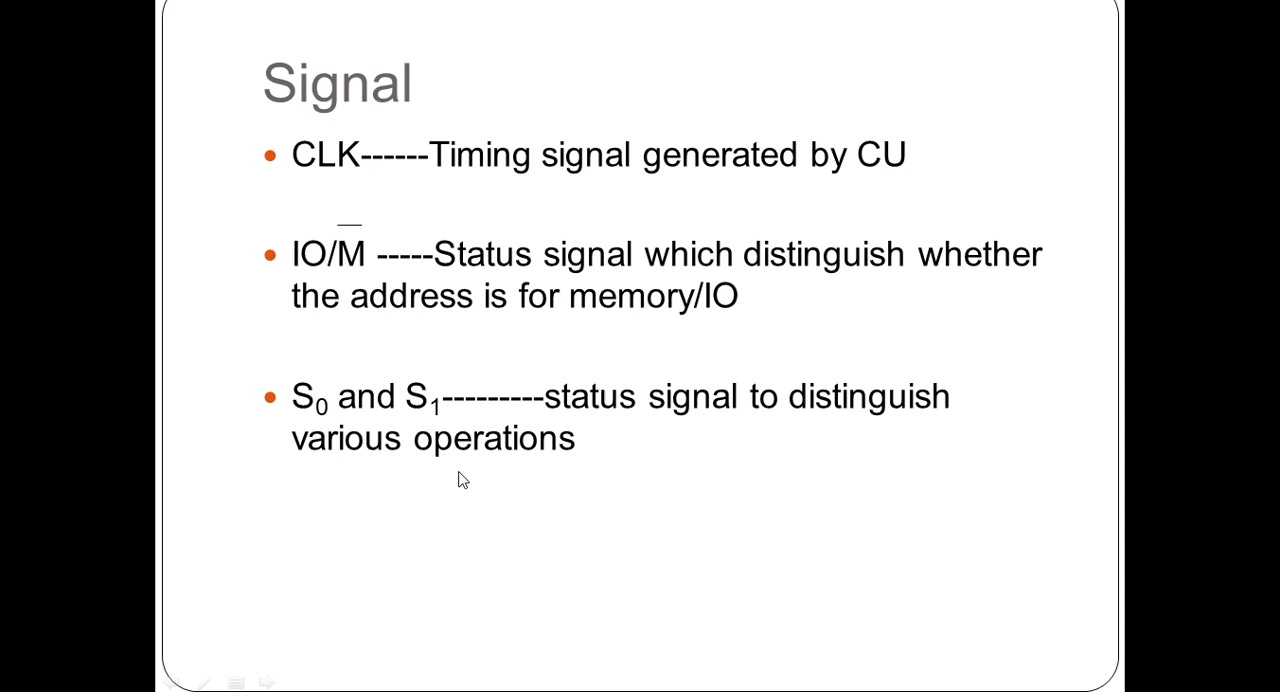 Signal
• CLK------Timing signal generated by CU
• IO/M̅ -----Status signal which distinguish whether
the address is for memory/IO
• S₀ and S₁---------status signal to distinguish
various operations